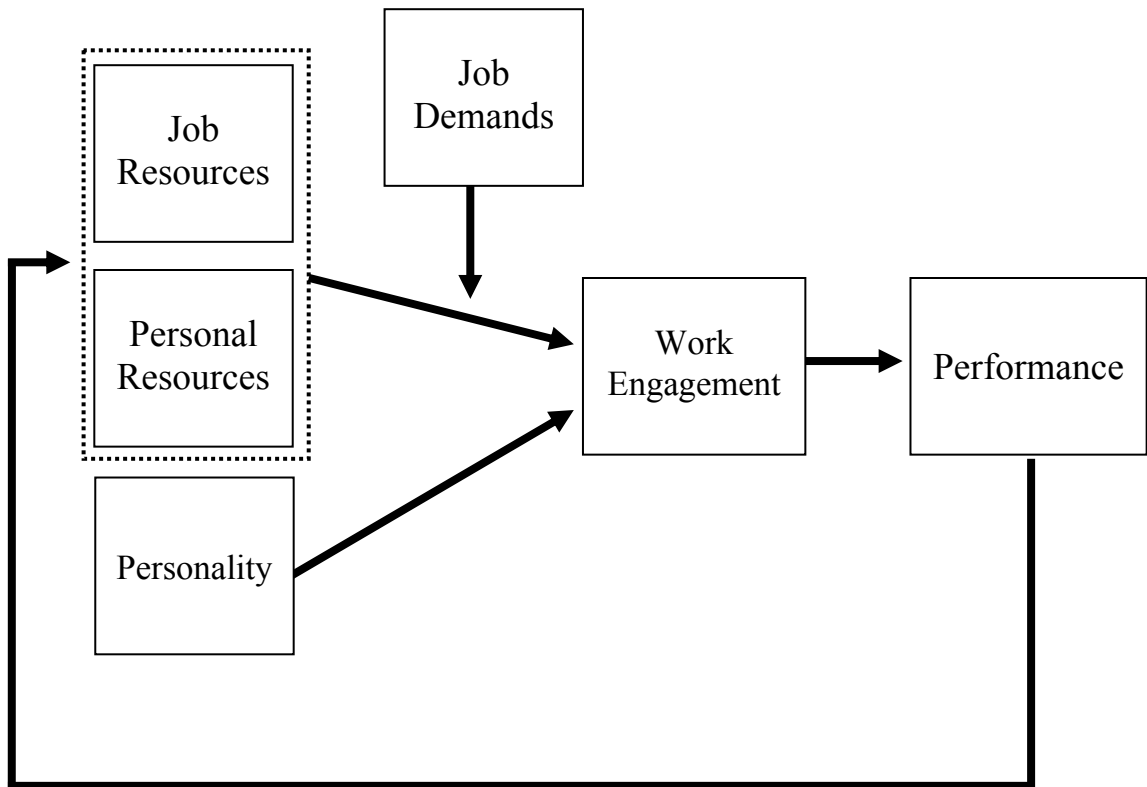 Job
Demands
Job
Resources
Personal
Resources
Work
Engagement
Performance
Personality